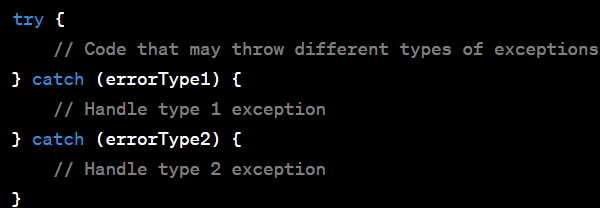 try {
    // Code that may throw different types of exceptions
} catch (errorType1) {
    // Handle type 1 exception
} catch (errorType2) {
    // Handle type 2 exception
}